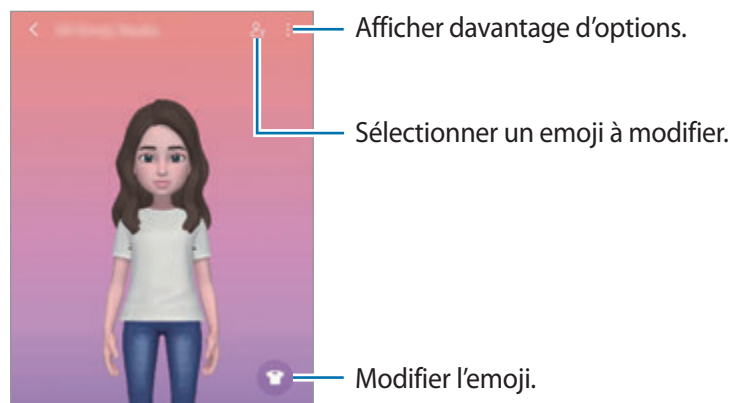 Afficher davantage d'options.
Sélectionner un emoji à modifier.
Modifier l'emoji.